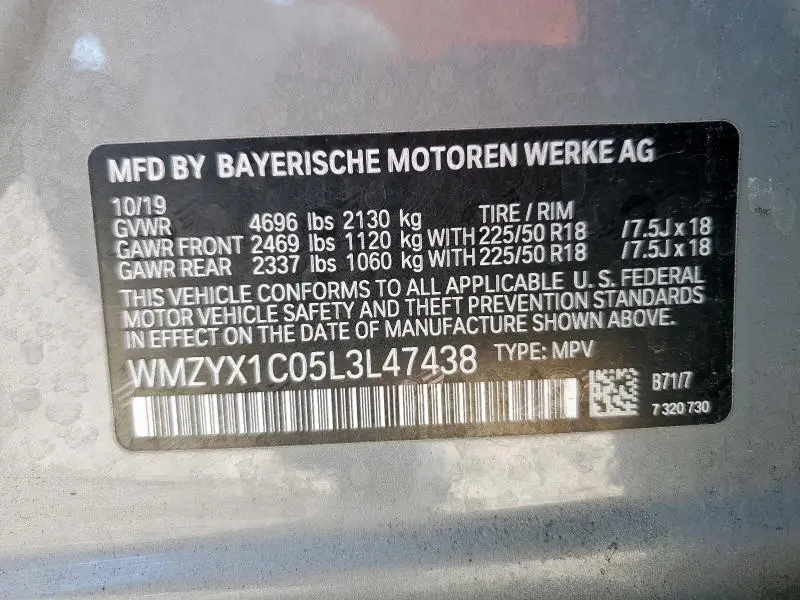 MFD BY BAYERISCHE MOTOREN WERKE AG
10/19
GVWR 4696 lbs 2130 kg TIRE / RIM
GAWR FRONT 2469 lbs 1120 kg WITH 225/50 R18 /7.5J x 18
GAWR REAR 2337 lbs 1060 kg WITH 225/50 R18 /7.5J x 18
THIS VEHICLE CONFORMS TO ALL APPLICABLE U. S. FEDERAL
MOTOR VEHICLE SAFETY AND THEFT PREVENTION STANDARDS
IN EFFECT ON THE DATE OF MANUFACTURE SHOWN ABOVE.
WMZYX1C05L3L47438 TYPE: MPV
B71/7
7 320 730